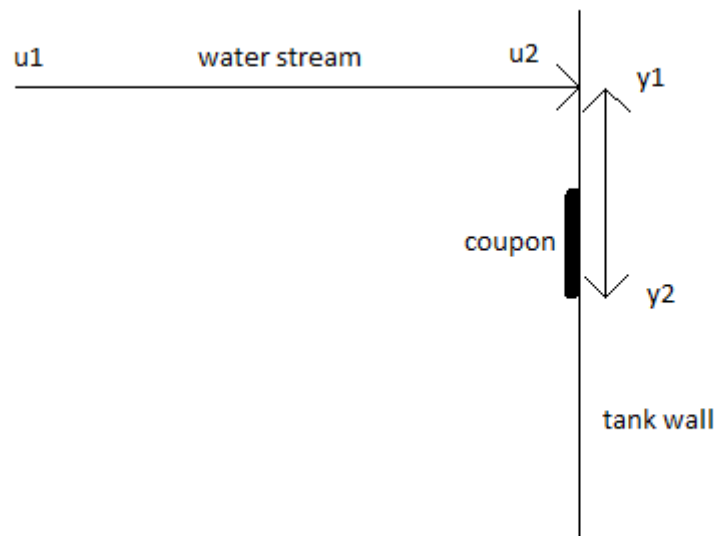 u1
water stream
u2
y1
coupon
y2
tank wall